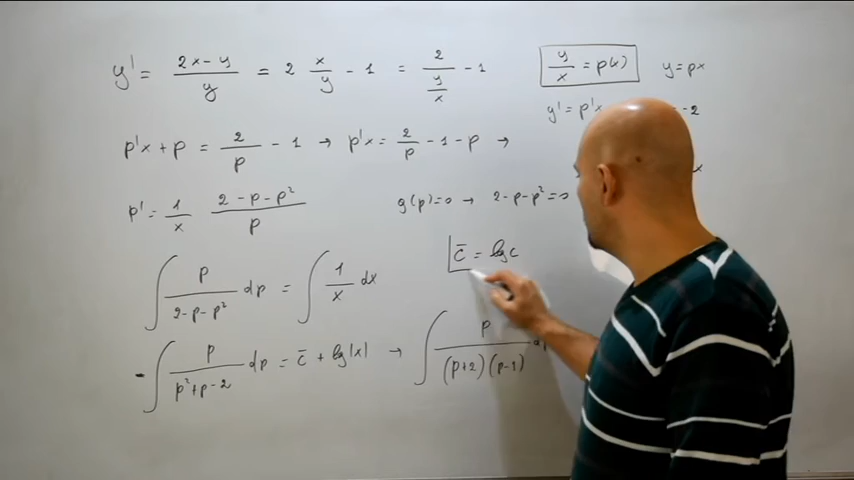 y' = (2x-y)/y = 2 x/y - 1 = 2/(y/x) - 1
y/x = p(x)
y = px
y' = p'x
-2
p'x + p = 2/p - 1 → p'x = 2/p - 1 - p →
x
p' = 1/x (2-p-p²)/p
g(p)=0 → 2-p-p²=0
c̄ = lg c
∫ p/(2-p-p²) dp = ∫ 1/x dx
-∫ p/(p²+p-2) dp = c̄ + lg|x| → ∫ p/((p+2)(p-1))